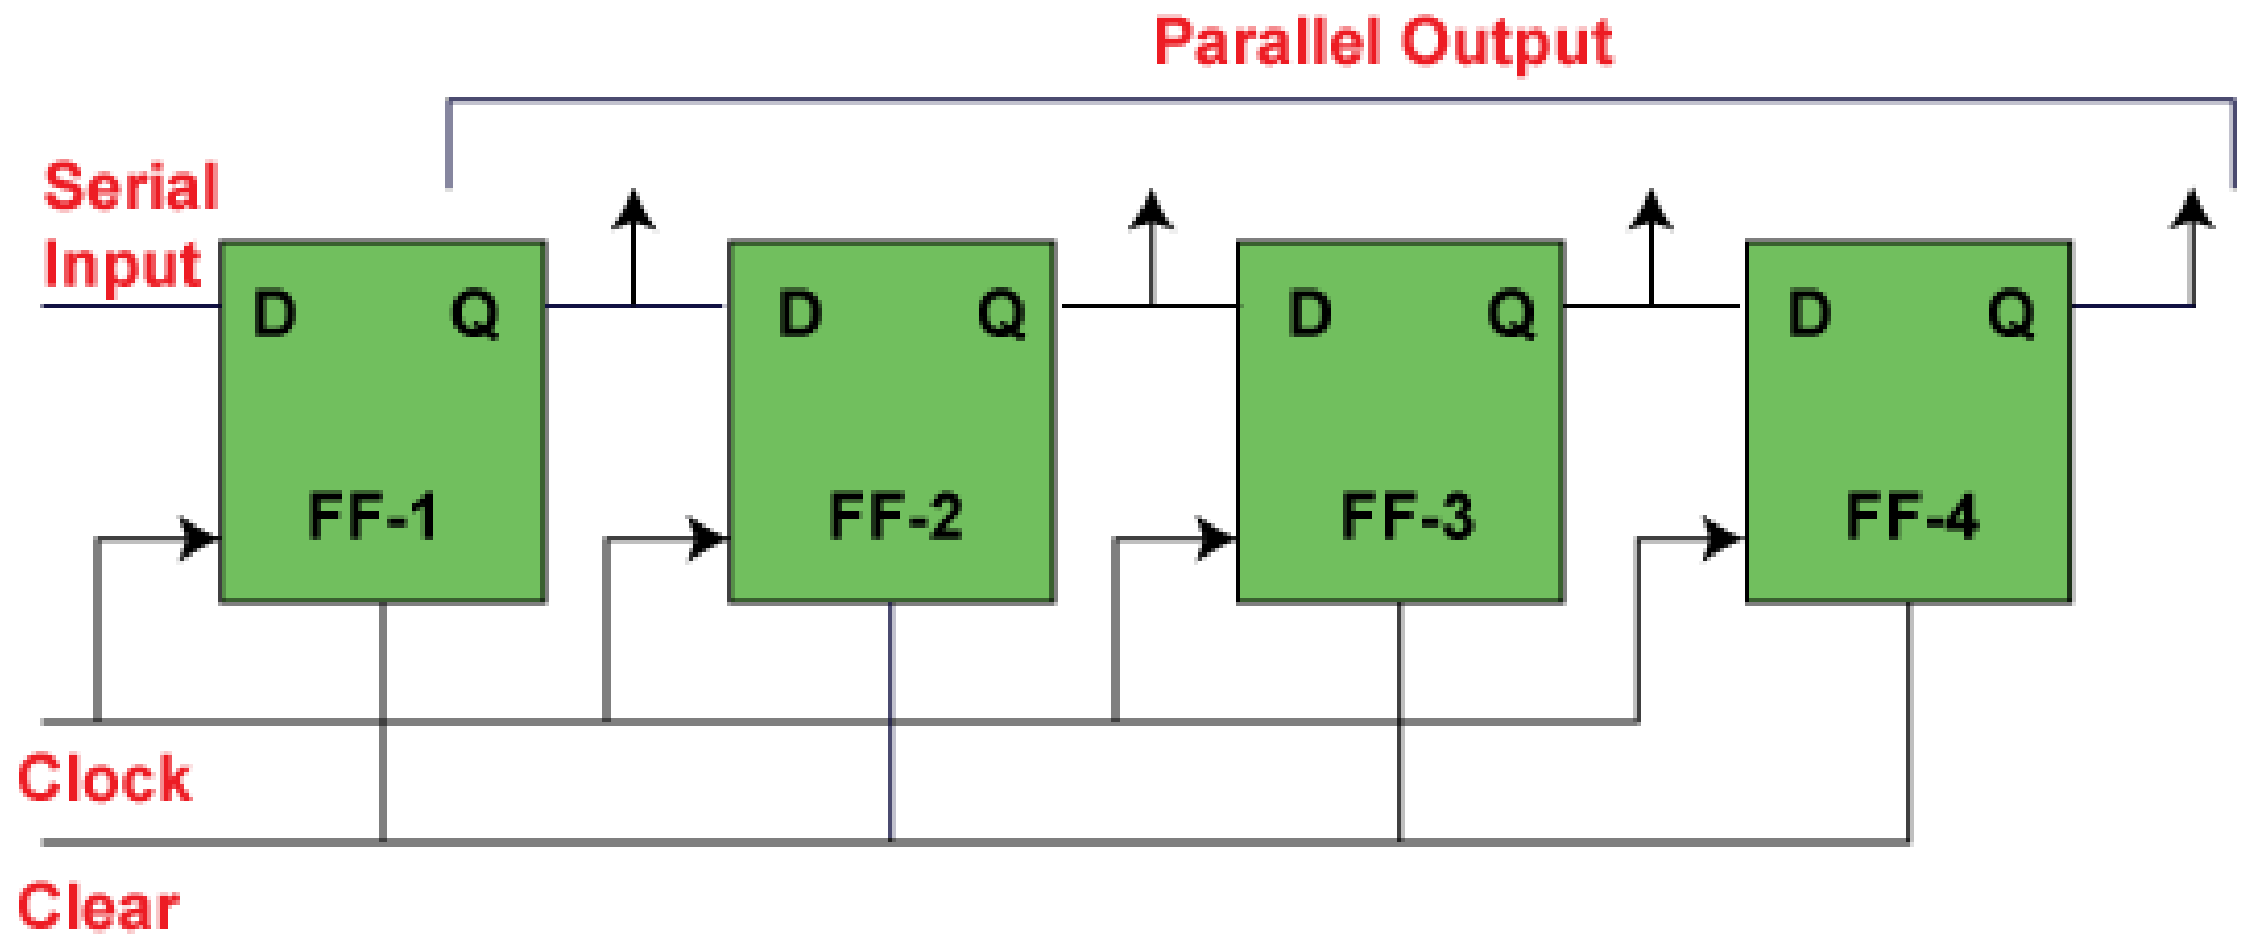 Parallel Output
Serial
Input
D Q D Q D Q D Q
FF-1 FF-2 FF-3 FF-4
Clock
Clear